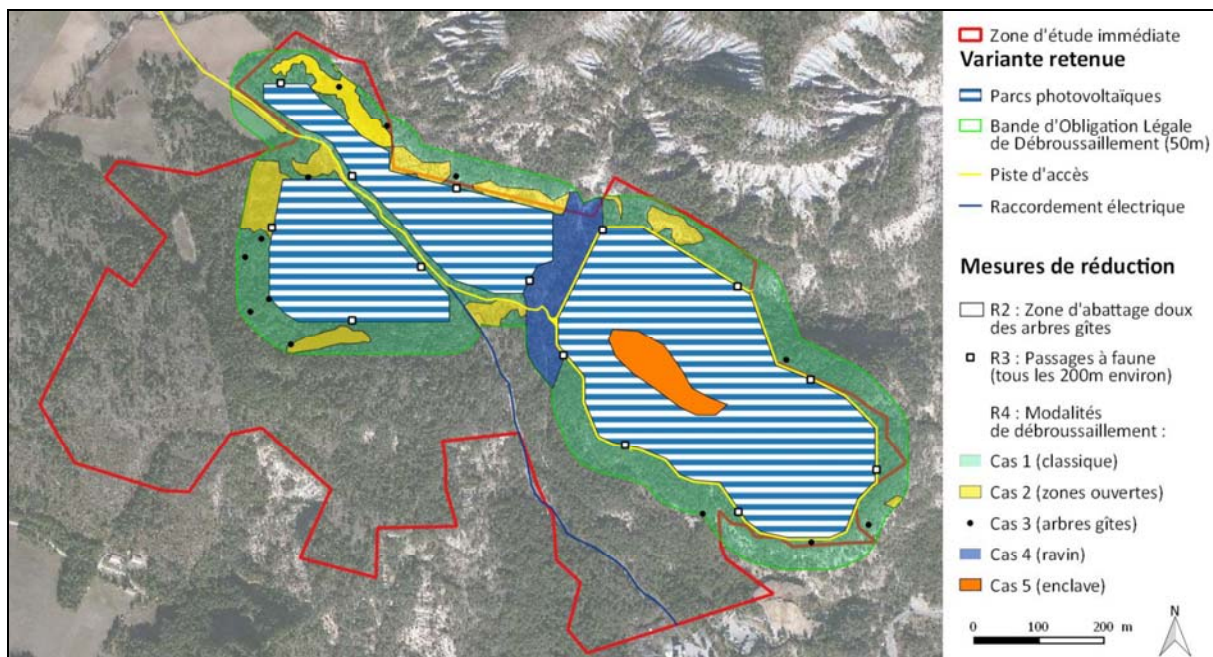 Zone d'étude immédiate
Variante retenue
Parcs photovoltaïques
Bande d'Obligation Légale
de Débroussaillement (50m)
Piste d'accès
Raccordement électrique
Mesures de réduction
R2 : Zone d'abattage doux
des arbres gîtes
R3 : Passages à faune
(tous les 200m environ)
R4 : Modalités
de débroussaillement :
Cas 1 (classique)
Cas 2 (zones ouvertes)
Cas 3 (arbres gîtes)
Cas 4 (ravin)
Cas 5 (enclave)
N
0 100 200 m